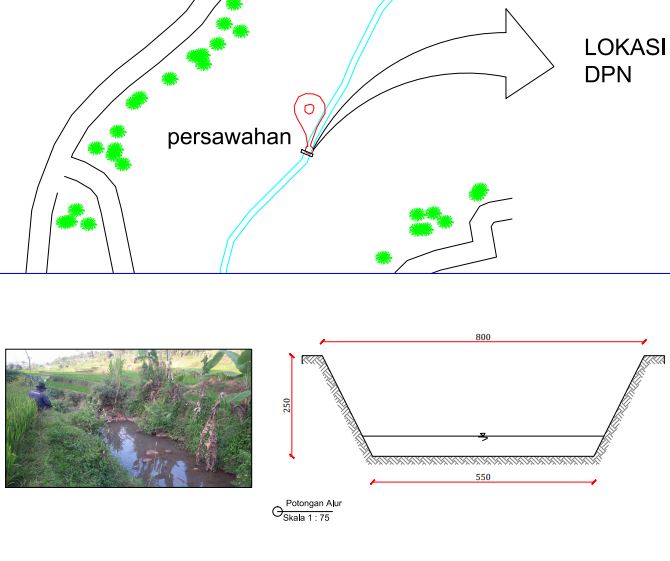 LOKASI
DPN
persawahan
800
250
550
Potongan Alur
Skala 1 : 75